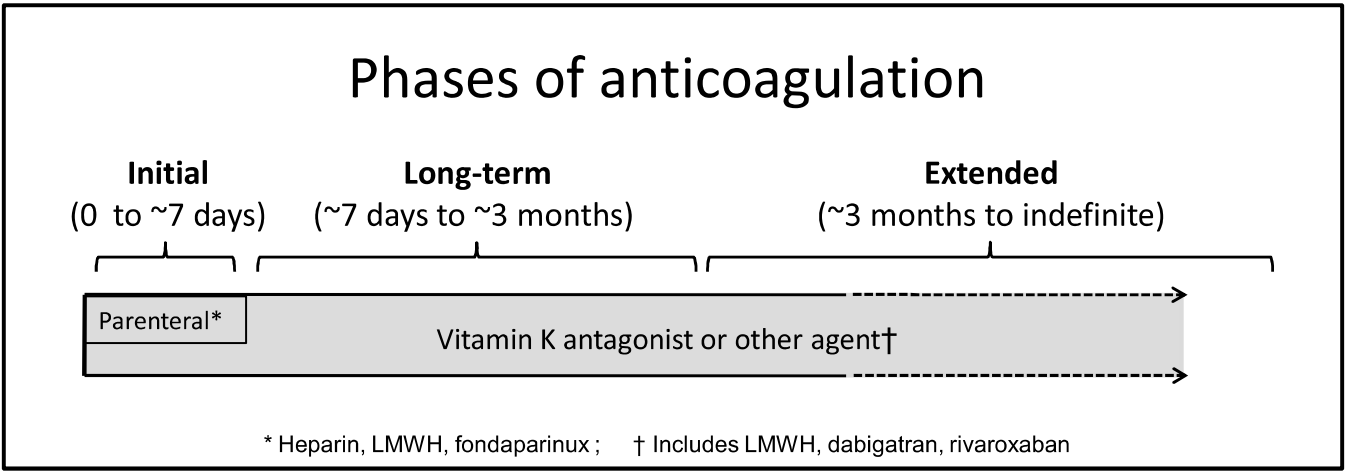 Phases of anticoagulation
Initial
(0 to ~7 days)
Long-term
(~7 days to ~3 months)
Extended
(~3 months to indefinite)
Parenteral*
Vitamin K antagonist or other agent†
* Heparin, LMWH, fondaparinux ; † Includes LMWH, dabigatran, rivaroxaban